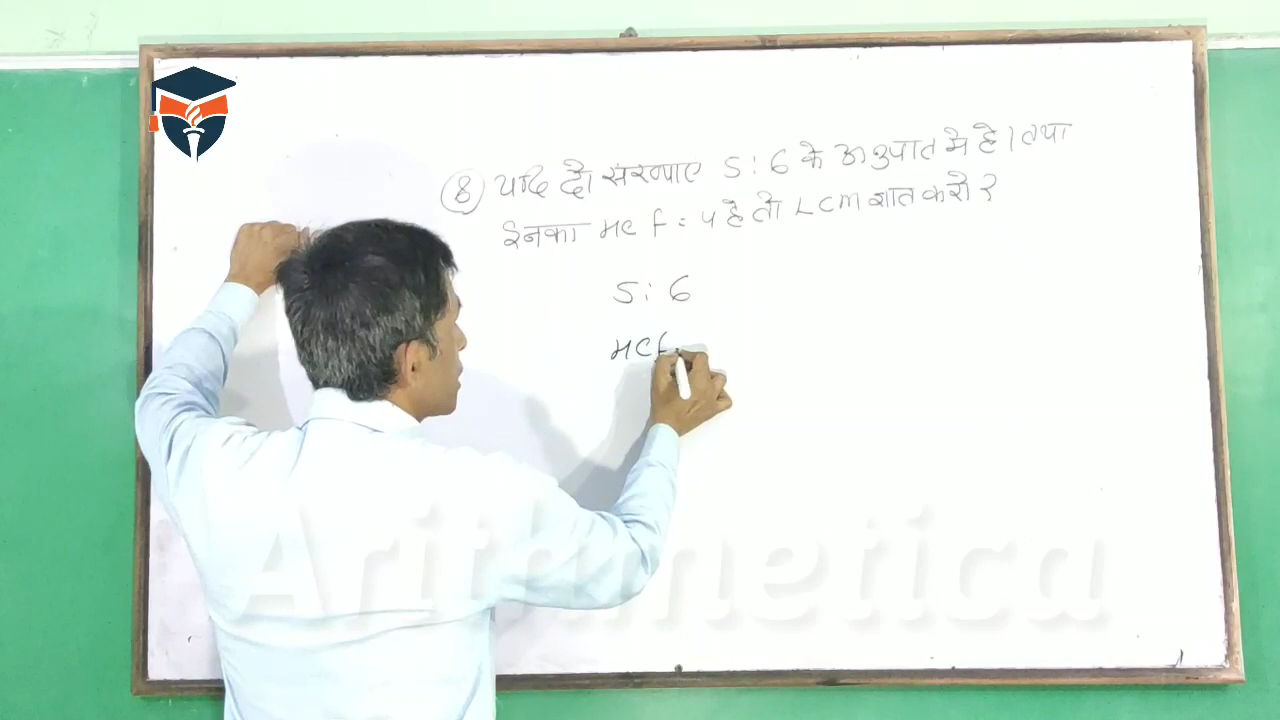 (8) यदि दो संख्याए 5 : 6 के अनुपात मे है । तथा
इनका HCF = 4 है तो LCM ज्ञात करो ?
5 : 6
HCF
Arithmetica